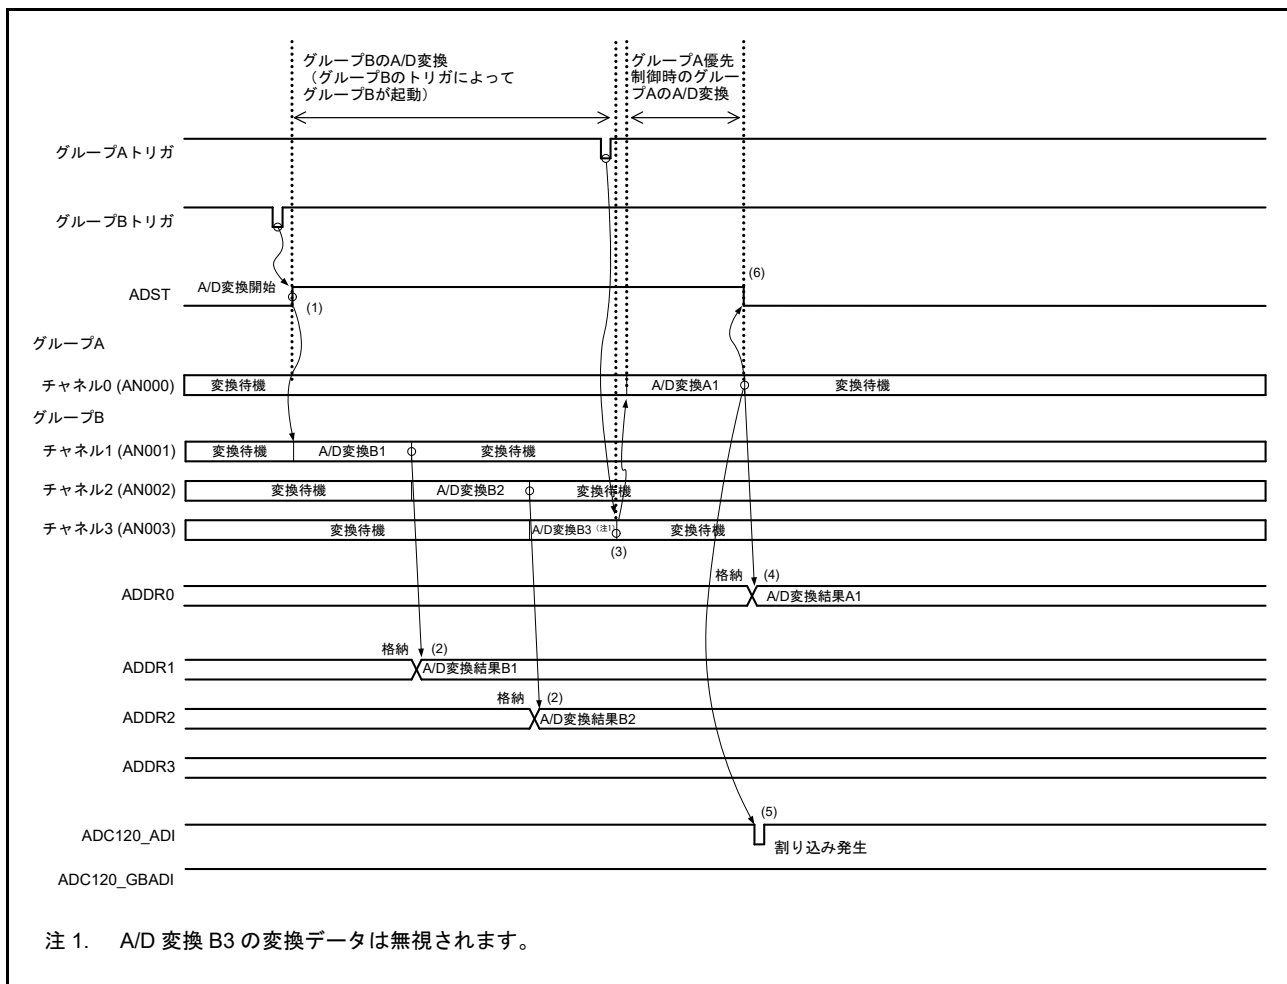 グループBのA/D変換
(グループBのトリガによって
グループBが起動)
グループA優先
制御時のグルー
プAのA/D変換
グループAトリガ
グループBトリガ
ADST
A/D変換開始
(1)
(6)
グループA
チャネル0 (AN000)
変換待機
A/D変換A1
変換待機
グループB
チャネル1 (AN001)
変換待機
A/D変換B1
変換待機
チャネル2 (AN002)
変換待機
A/D変換B2
変換待機
チャネル3 (AN003)
変換待機
A/D変換B3 (注1)
変換待機
(3)
ADDR0
格納
(4)
A/D変換結果A1
ADDR1
格納
(2)
A/D変換結果B1
ADDR2
格納
(2)
A/D変換結果B2
ADDR3
ADC120_ADI
(5)
割り込み発生
ADC120_GBADI
注 1. A/D 変換 B3 の変換データは無視されます。